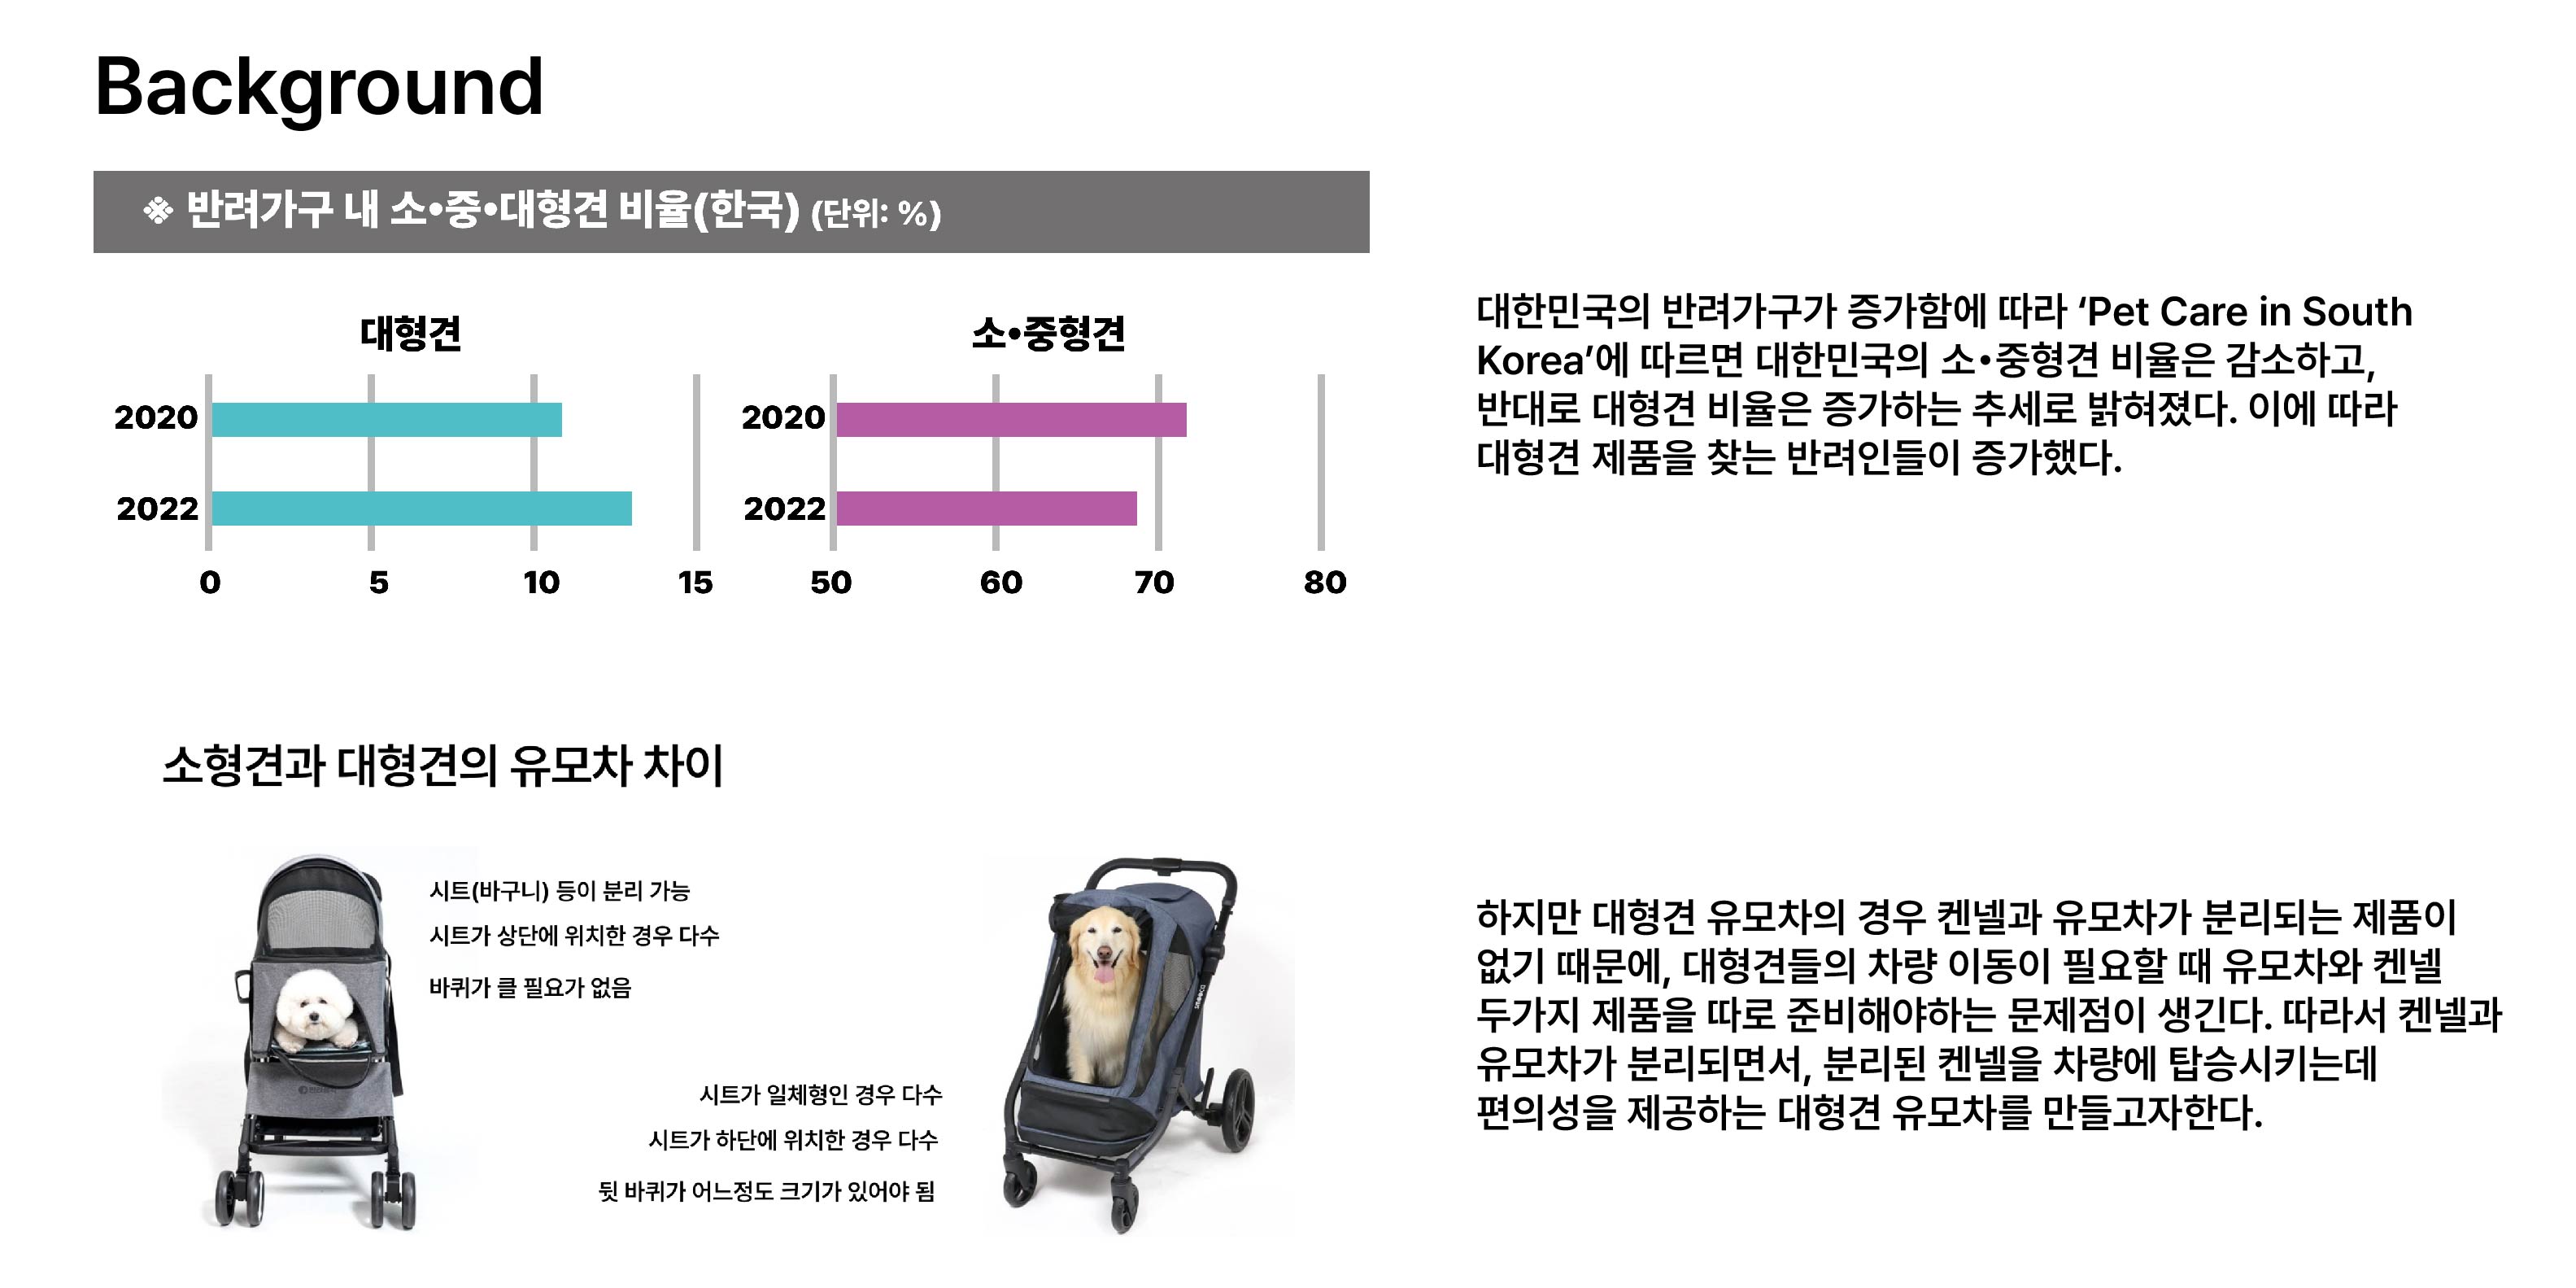 Background
※ 반려가구 내 소•중•대형견 비율(한국) (단위: %)
대형견
2020
2022
0 5 10 15
소•중형견
2020
2022
50 60 70 80
대한민국의 반려가구가 증가함에 따라 ‘Pet Care in South
Korea’에 따르면 대한민국의 소•중형견 비율은 감소하고,
반대로 대형견 비율은 증가하는 추세로 밝혀졌다. 이에 따라
대형견 제품을 찾는 반려인들이 증가했다.
소형견과 대형견의 유모차 차이
시트(바구니) 등이 분리 가능
시트가 상단에 위치한 경우 다수
바퀴가 클 필요가 없음
시트가 일체형인 경우 다수
시트가 하단에 위치한 경우 다수
뒷 바퀴가 어느정도 크기가 있어야 됨
하지만 대형견 유모차의 경우 켄넬과 유모차가 분리되는 제품이
없기 때문에, 대형견들의 차량 이동이 필요할 때 유모차와 켄넬
두가지 제품을 따로 준비해야하는 문제점이 생긴다. 따라서 켄넬과
유모차가 분리되면서, 분리된 켄넬을 차량에 탑승시키는데
편의성을 제공하는 대형견 유모차를 만들고자한다.